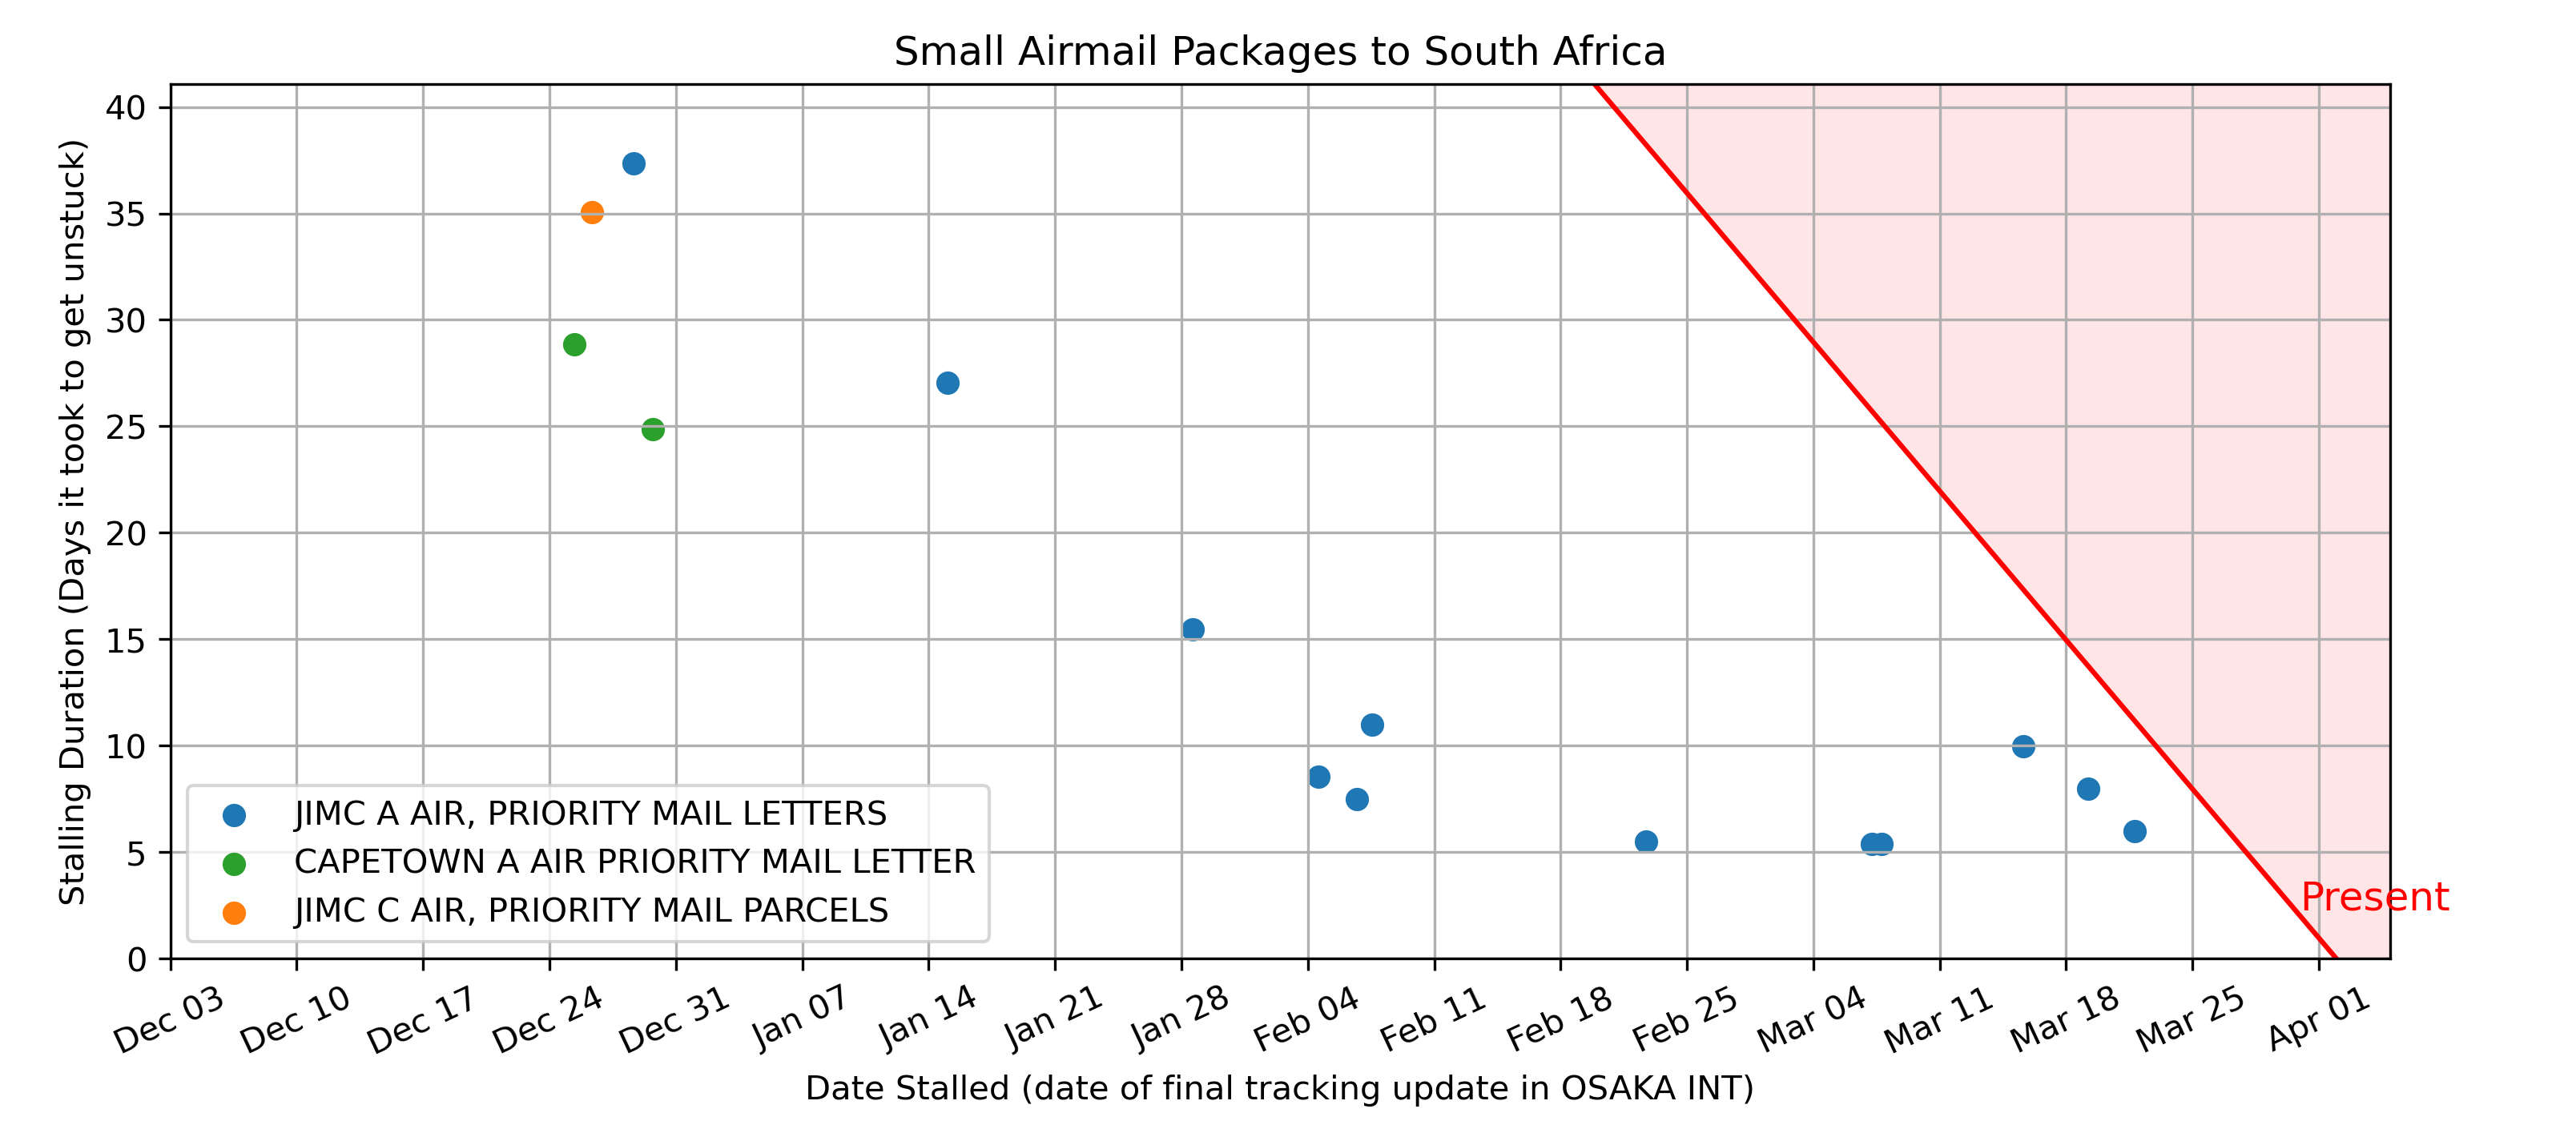 Small Airmail Packages to South Africa
Stalling Duration (Days it took to get unstuck)
40
35
30
25
20
15
10
5
0
JIMC A AIR, PRIORITY MAIL LETTERS
CAPETOWN A AIR PRIORITY MAIL LETTER
JIMC C AIR, PRIORITY MAIL PARCELS
Present
Dec 03
Dec 10
Dec 17
Dec 24
Dec 31
Jan 07
Jan 14
Jan 21
Jan 28
Feb 04
Feb 11
Feb 18
Feb 25
Mar 04
Mar 11
Mar 18
Mar 25
Apr 01
Date Stalled (date of final tracking update in OSAKA INT)